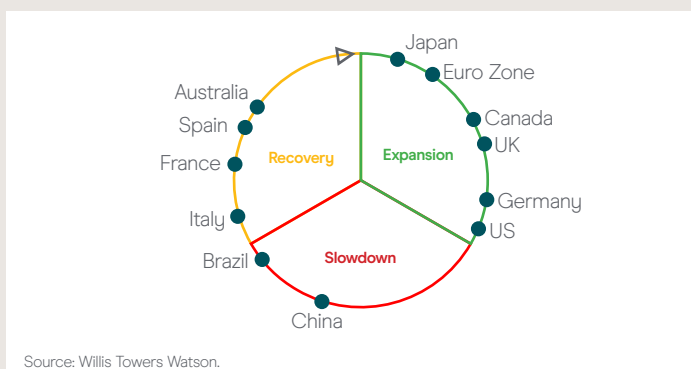 Japan
Euro Zone
Australia
Canada
Spain
UK
Recovery
Expansion
France
Germany
Italy
US
Brazil
Slowdown
China
Source: Willis Towers Watson.